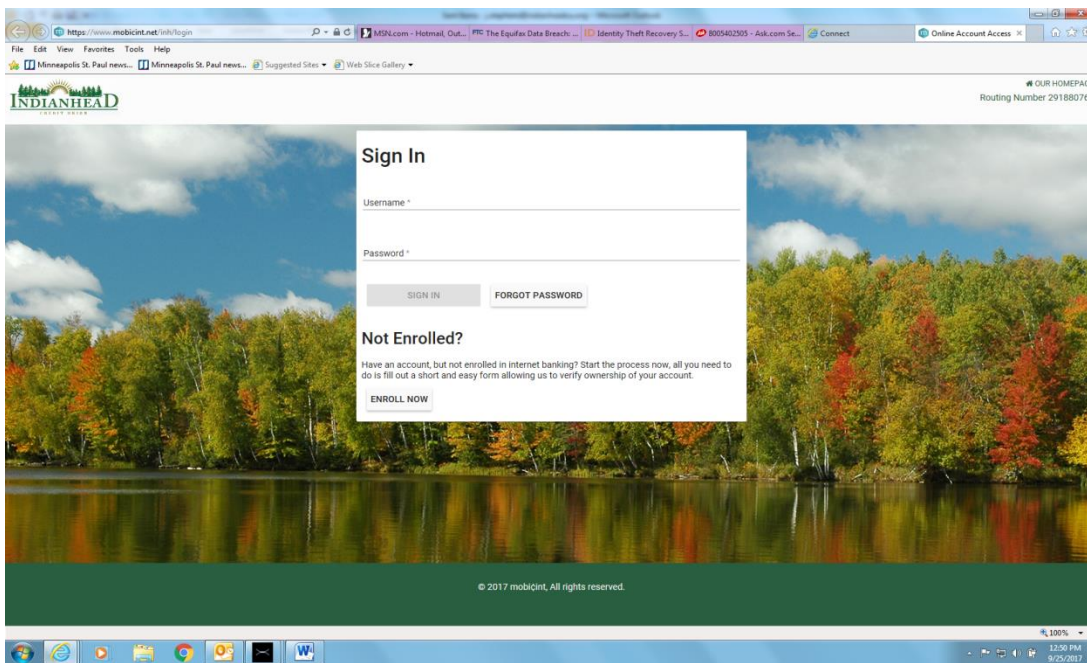 https://www.mobicint.net/inh/login
MSN.com - Hotmail, Out...
PTC The Equifax Data Breach: ...
ID Identity Theft Recovery S...
8005402505 - Ask.com Se...
Connect
Online Account Access
File Edit View Favorites Tools Help
Minneapolis St. Paul news...
Minneapolis St. Paul news...
Suggested Sites
Web Slice Gallery
INDIANHEAD
CREDIT UNION
OUR HOMEPAG
Routing Number 29188076
Sign In
Username *
Password *
SIGN IN
FORGOT PASSWORD
Not Enrolled?
Have an account, but not enrolled in internet banking? Start the process now, all you need to
do is fill out a short and easy form allowing us to verify ownership of your account.
ENROLL NOW
© 2017 mobiçint, All rights reserved.
100%
12:50 PM
9/25/2017